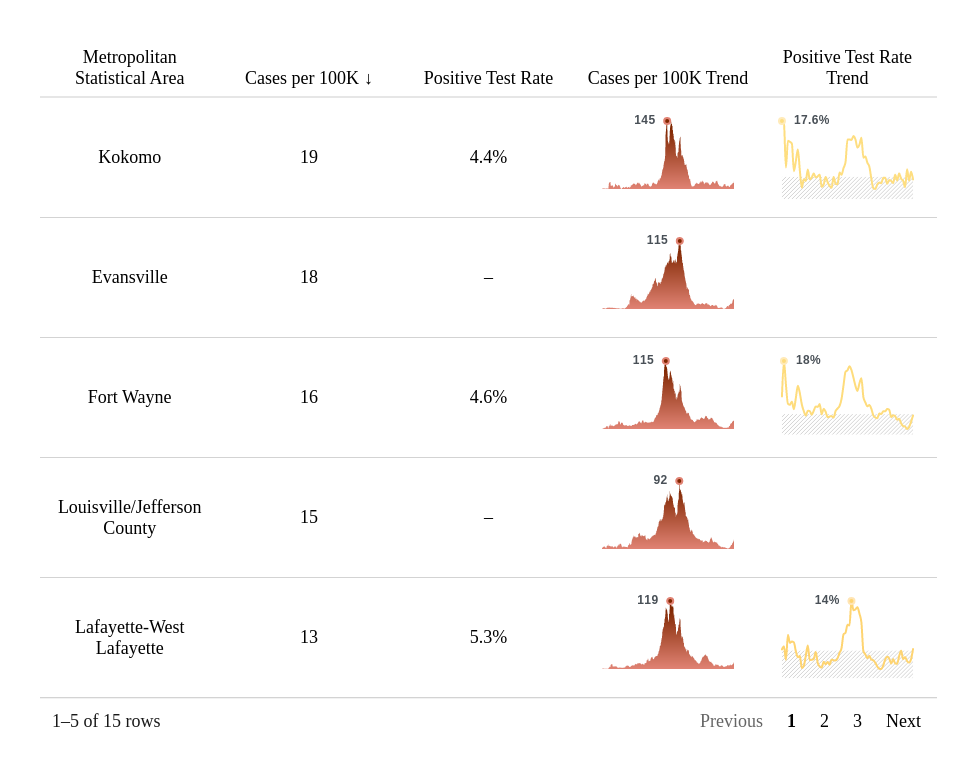 Metropolitan
Statistical Area
Cases per 100K ↓
Positive Test Rate
Cases per 100K Trend
Positive Test Rate
Trend
Kokomo
19
4.4%
145
17.6%
Evansville
18
–
115
Fort Wayne
16
4.6%
115
18%
Louisville/Jefferson
County
15
–
92
Lafayette-West
Lafayette
13
5.3%
119
14%
1–5 of 15 rows
Previous 1 2 3 Next